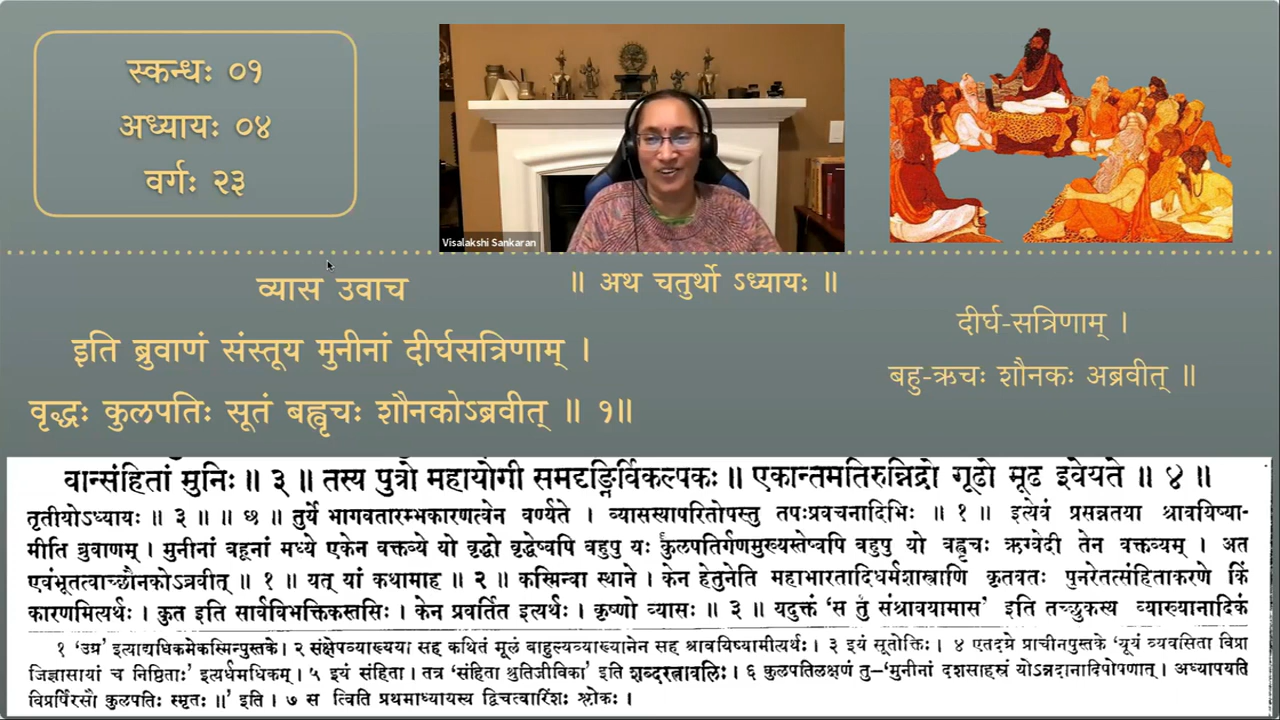 स्कन्धः ०१
अध्यायः ०४
वर्गः २३
Visalakshi Sankaran
व्यास उवाच
॥ अथ चतुर्थो ऽध्यायः ॥
इति ब्रुवाणं संस्तूय मुनीनां दीर्घसत्रिणाम् ।
वृद्धः कुलपतिः सूतं बह्वृचः शौनकोऽब्रवीत् ॥ १॥
दीर्घ-सत्रिणाम् ।
बहु-ऋचः शौनकः अब्रवीत् ॥
वान्संहितां मुनिः ॥ ३ ॥ तस्य पुत्रो महायोगी समदृङ्निर्विकल्पकः ॥ एकान्तमतिरुन्निद्रो गूढो मूढ इवेयते ॥ ४ ॥
तृतीयोऽध्यायः ॥ ३ ॥ ॥ छ ॥ तुर्ये भागवतारम्भकारणत्वेन वर्ण्यते । व्यासस्यापरितोषस्तु तपःप्रवचनादिभिः ॥ १ ॥ इत्येवं प्रसन्नतया श्रावयिष्या-
मीति ब्रुवाणम् । मुनीनां बहूनां मध्ये एकेन वक्तव्ये यो वृद्धो वृद्धेष्वपि बहुषु यः कुलपतिर्गणमुख्यस्तेष्वपि बहुषु यो बह्वृचः ऋग्वेदी तेन वक्तव्यम् । अत
एवंभूतत्वाच्छौनकोऽब्रवीत् ॥ १ ॥ यत् यां कथामाह ॥ २ ॥ कस्मिन्वा स्थाने । केन हेतुनेति महाभारतादिधर्मशास्त्राणि कृतवतः पुनरेतत्संहिताकरणे किं
कारणमित्यर्थः । कुत इति सार्वविभक्तिकस्तसिः । केन प्रवर्तित इत्यर्थः । कृष्णो व्यासः ॥ ३ ॥ यदुक्तं ‘स तु संश्रावयामास’ इति तच्छुकस्य व्याख्यानादिकं
१ ‘उग्र’ इत्याद्यधिकमेकस्मिन्पुस्तके। २ संक्षेपव्याख्यया सह कथितं मूलं बाहुल्यव्याख्यानेन सह श्रावयिष्यामीत्यर्थः। ३ इयं सूतोक्तिः। ४ एतदग्रे प्राचीनपुस्तके ‘यूयं व्यवसिता विप्रा
जिज्ञासायां च निष्ठिताः’ इत्यर्धमधिकम्। ५ इयं संहिता। तत्र ‘संहिता श्रुतिजीविका’ इति शब्दरत्नावलिः। ६ कुलपतिलक्षणं तु–‘मुनीनां दशसाहस्रं योऽन्नदानादिपोषणात्। अध्यापयति
विप्रर्षिरसौ कुलपतिः स्मृतः ॥’ इति। ७ स त्विति प्रथमाध्यायस्य द्विचत्वारिंशः श्लोकः।